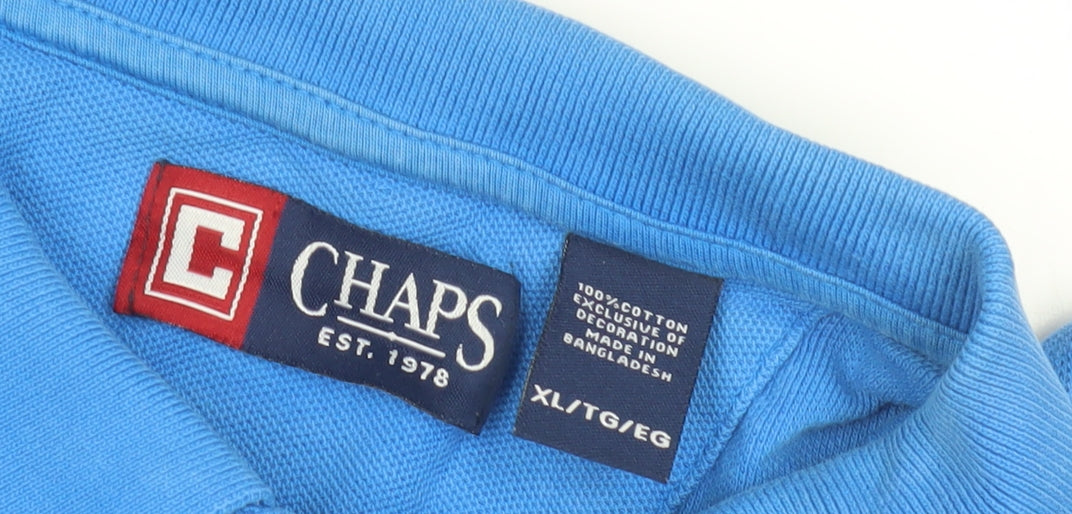 C
CHAPS
EST. 1978
100% COTTON
EXCLUSIVE OF
DECORATION
MADE IN
BANGLADESH
XL/TG/EG